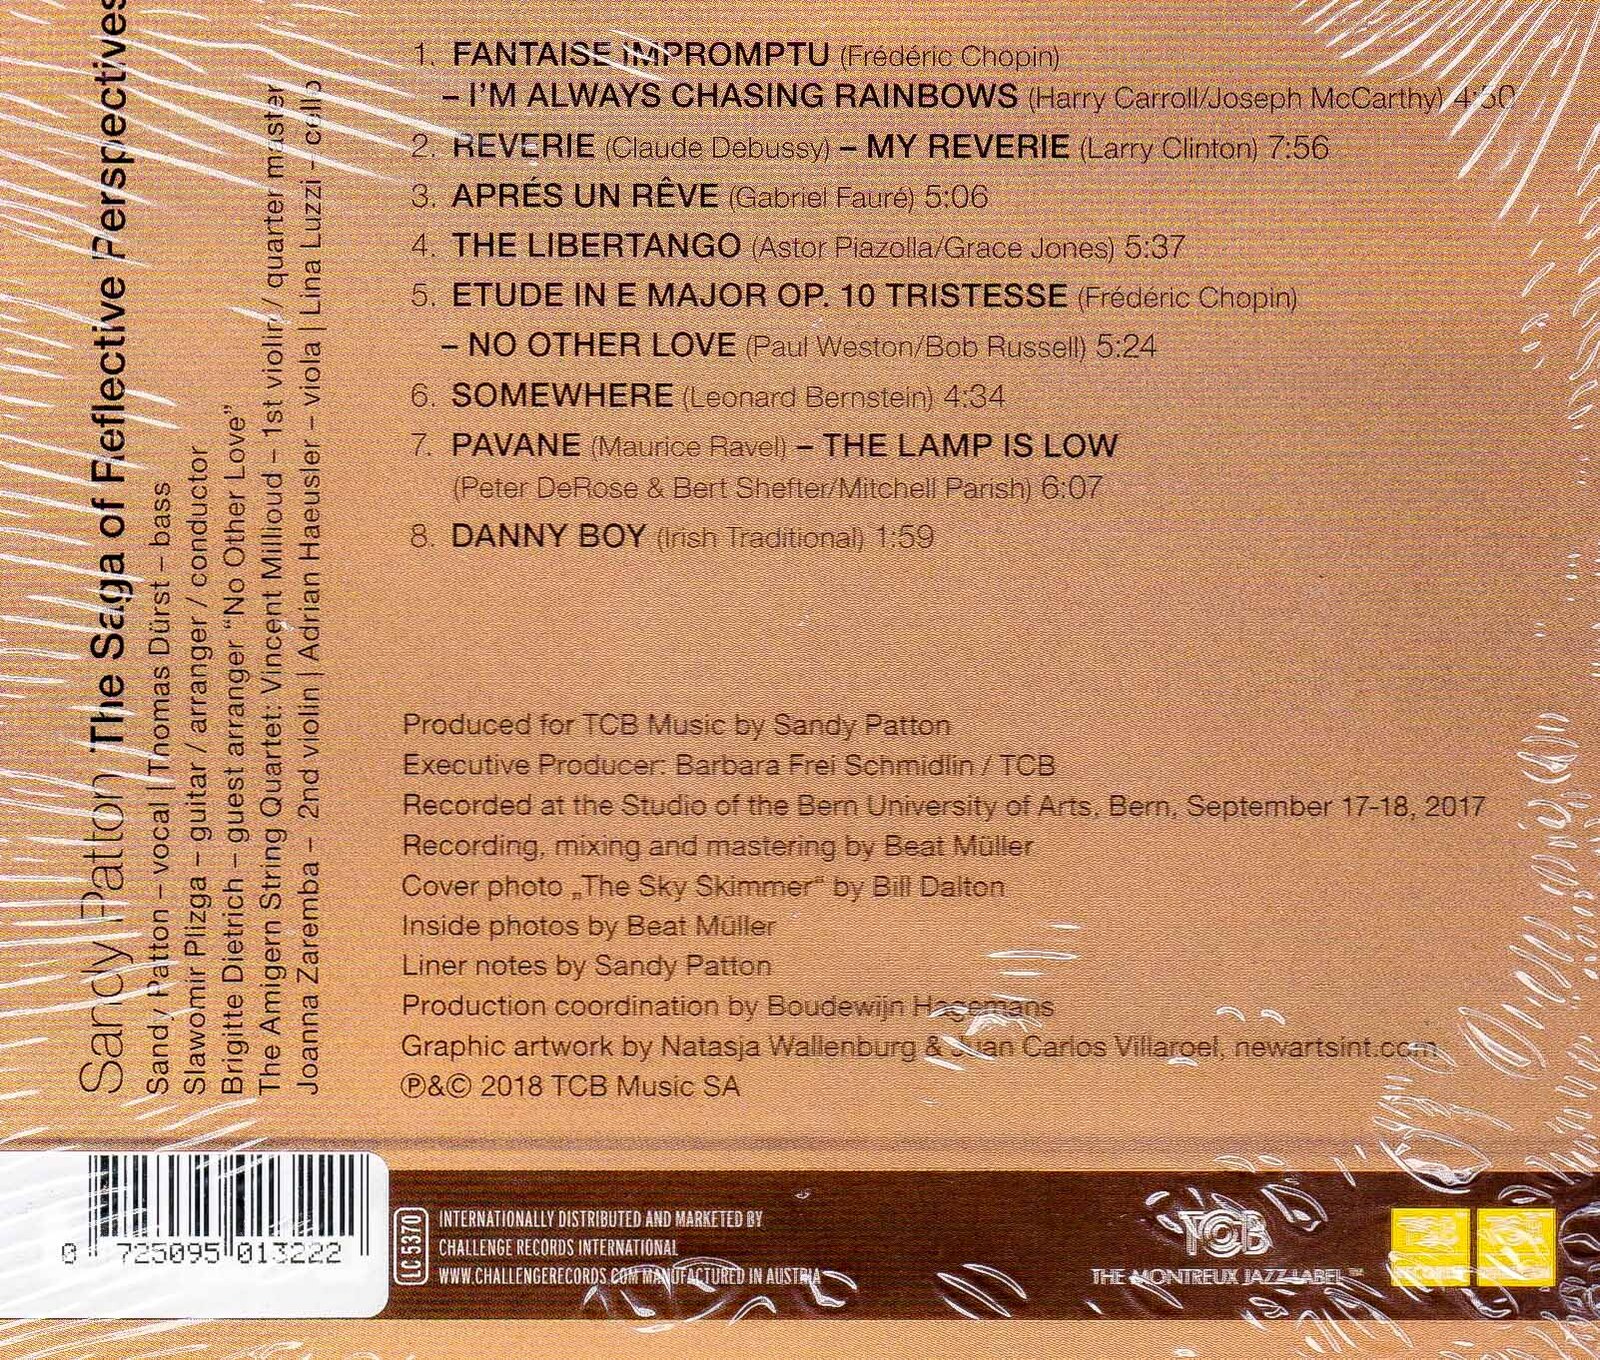 1. FANTAISE IMPROMPTU (Frédéric Chopin)
– I'M ALWAYS CHASING RAINBOWS (Harry Carroll/Joseph McCarthy) 4:50
2. REVERIE (Claude Debussy) – MY REVERIE (Larry Clinton) 7:56
3. APRÉS UN RÊVE (Gabriel Fauré) 5:06
4. THE LIBERTANGO (Astor Piazolla/Grace Jones) 5:37
5. ETUDE IN E MAJOR OP. 10 TRISTESSE (Frédéric Chopin)
– NO OTHER LOVE (Paul Weston/Bob Russell) 5:24
6. SOMEWHERE (Leonard Bernstein) 4:34
7. PAVANE (Maurice Ravel) – THE LAMP IS LOW
(Peter DeRose & Bert Shefter/Mitchell Parish) 6:07
8. DANNY BOY (Irish Traditional) 1:59
Sandy Patton The Saga of Reflective Perspectives
Sandy Patton – vocal | Thomas Dürst – bass
Slawomir Plizga – guitar / arranger / conductor
Brigitte Dietrich – guest arranger “No Other Love”
The Amigern String Quartet: Vincent Millioud – 1st violin / quarter master
Joanna Zaremba – 2nd violin | Adrian Haeusler – viola | Lina Luzzi – cello
Produced for TCB Music by Sandy Patton
Executive Producer: Barbara Frei Schmidlin / TCB
Recorded at the Studio of the Bern University of Arts, Bern, September 17-18, 2017
Recording, mixing and mastering by Beat Müller
Cover photo „The Sky Skimmer“ by Bill Dalton
Inside photos by Beat Müller
Liner notes by Sandy Patton
Production coordination by Boudewijn Hagemans
Graphic artwork by Natasja Wallenburg & Juan Carlos Villaroel, newartsint.com
℗&© 2018 TCB Music SA
0 725095 013222
LC 5370
INTERNATIONALLY DISTRIBUTED AND MARKETED BY
CHALLENGE RECORDS INTERNATIONAL
WWW.CHALLENGERECORDS.COM MANUFACTURED IN AUSTRIA
TCB
THE MONTREUX JAZZ LABEL™